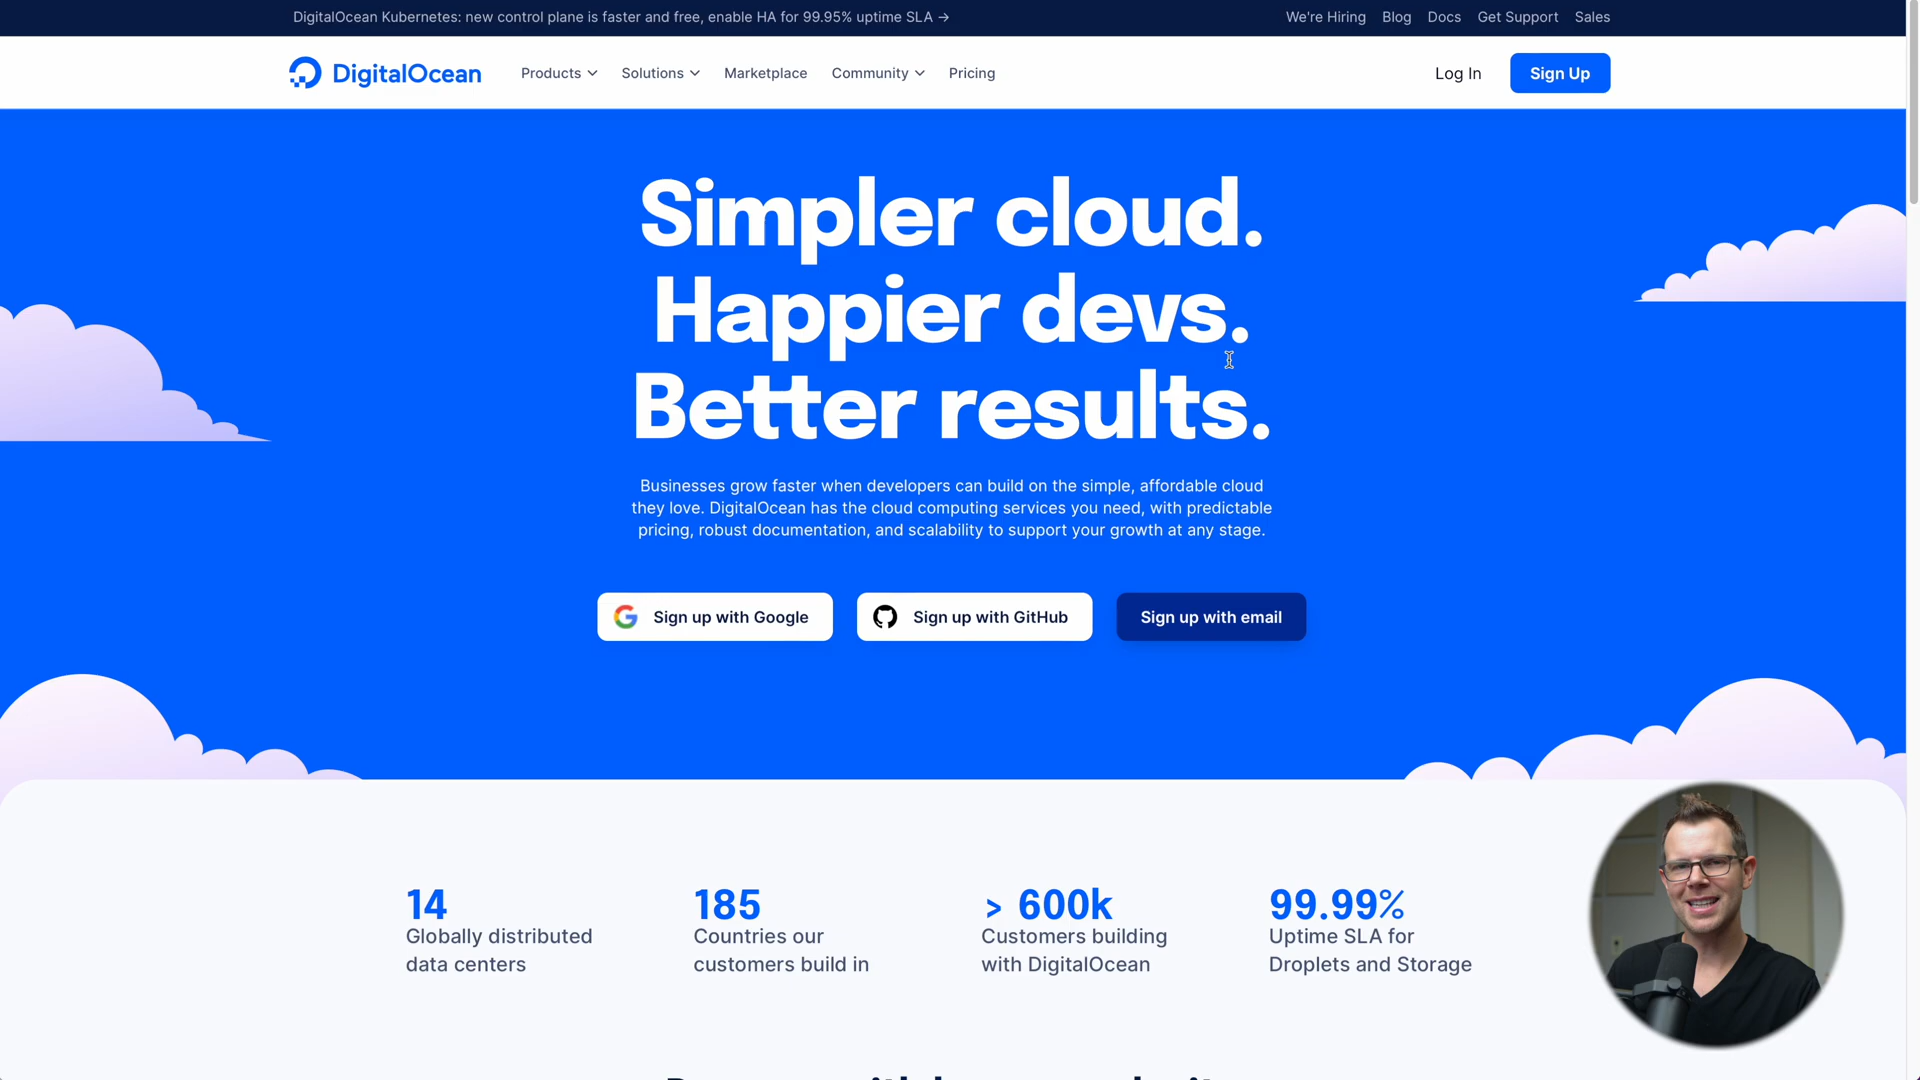 DigitalOcean Kubernetes: new control plane is faster and free, enable HA for 99.95% uptime SLA →
We're Hiring Blog Docs Get Support Sales
DigitalOcean Products Solutions Marketplace Community Pricing Log In Sign Up
Simpler cloud.
Happier devs.
Better results.
Businesses grow faster when developers can build on the simple, affordable cloud
they love. DigitalOcean has the cloud computing services you need, with predictable
pricing, robust documentation, and scalability to support your growth at any stage.
Sign up with Google
Sign up with GitHub
Sign up with email
14
Globally distributed
data centers
185
Countries our
customers build in
> 600k
Customers building
with DigitalOcean
99.99%
Uptime SLA for
Droplets and Storage